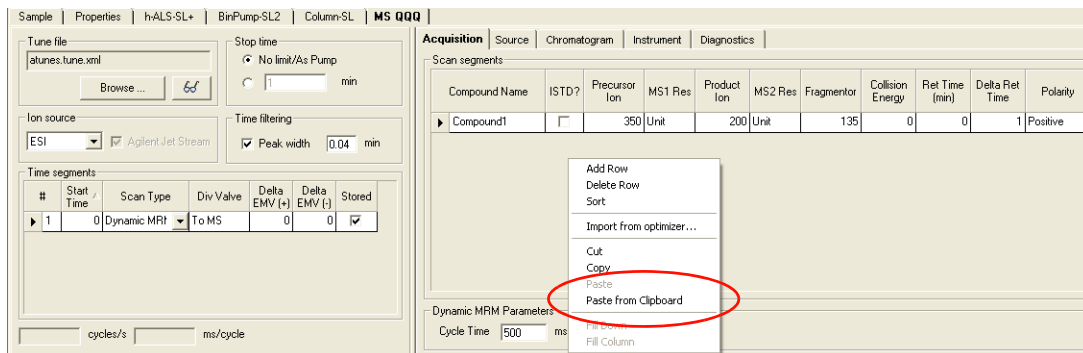 Sample Properties h-ALS-SL+ BinPump-SL2 Column-SL MS QQQ
Tune file
atunes.tune.xml
Browse ...
Stop time
No limit/As Pump
1 min
Ion source
ESI Agilent Jet Stream
Time filtering
Peak width 0.04 min
Time segments
# Start Time Scan Type Div Valve Delta EMV (+) Delta EMV (-) Stored
1 0 Dynamic MRM To MS 0 0
cycles/s ms/cycle
Acquisition Source Chromatogram Instrument Diagnostics
Scan segments
Compound Name ISTD? Precursor Ion MS1 Res Product Ion MS2 Res Fragmentor Collision Energy Ret Time (min) Delta Ret Time Polarity
Compound1 350 Unit 200 Unit 135 0 0 1 Positive
Add Row
Delete Row
Sort
Import from optimizer...
Cut
Copy
Paste
Paste from Clipboard
Fill Down
Fill Column
Dynamic MRM Parameters
Cycle Time 500 ms